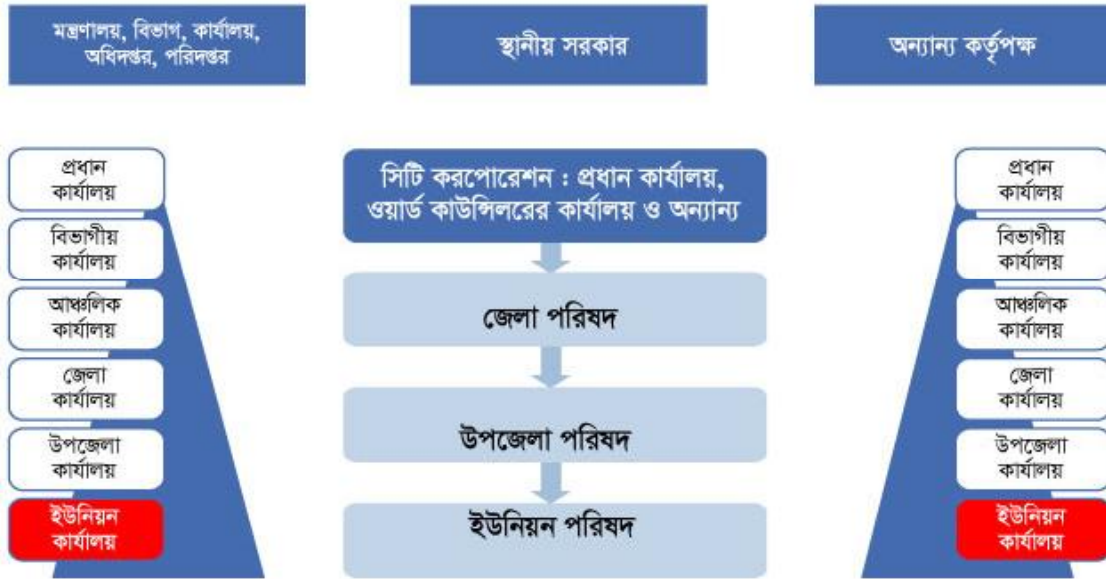 মন্ত্রণালয়, বিভাগ, কার্যালয়,
অধিদপ্তর, পরিদপ্তর
স্থানীয় সরকার
অন্যান্য কর্তৃপক্ষ
প্রধান
কার্যালয়
বিভাগীয়
কার্যালয়
আঞ্চলিক
কার্যালয়
জেলা
কার্যালয়
উপজেলা
কার্যালয়
ইউনিয়ন
কার্যালয়
সিটি করপোরেশন : প্রধান কার্যালয়,
ওয়ার্ড কাউন্সিলরের কার্যালয় ও অন্যান্য
জেলা পরিষদ
উপজেলা পরিষদ
ইউনিয়ন পরিষদ
প্রধান
কার্যালয়
বিভাগীয়
কার্যালয়
আঞ্চলিক
কার্যালয়
জেলা
কার্যালয়
উপজেলা
কার্যালয়
ইউনিয়ন
কার্যালয়